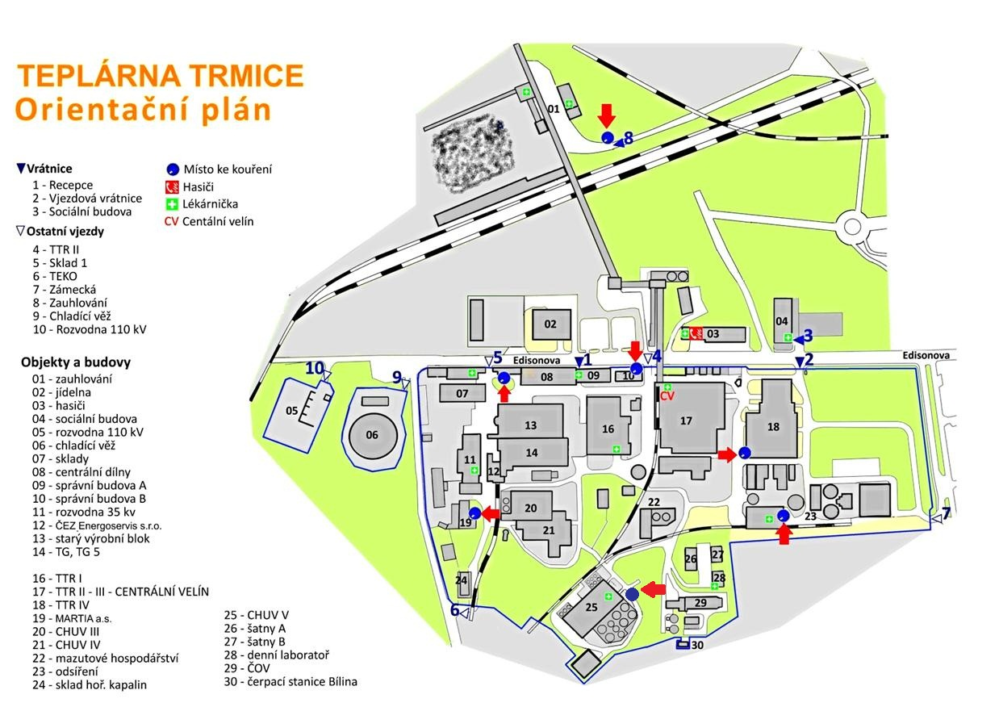 TEPLÁRNA TRMICE
Orientační plán
Vrátnice
1 - Recepce
2 - Vjezdová vrátnice
3 - Sociální budova
Ostatní vjezdy
4 - TTR II
5 - Sklad 1
6 - TEKO
7 - Zámecká
8 - Zauhlování
9 - Chladící věž
10 - Rozvodna 110 kV
Místo ke kouření
Hasiči
Lékárnička
CV Centální velín
Objekty a budovy
01 - zauhlování
02 - jídelna
03 - hasiči
04 - sociální budova
05 - rozvodna 110 kV
06 - chladící věž
07 - sklady
08 - centrální dílny
09 - správní budova A
10 - správní budova B
11 - rozvodna 35 kv
12 - ČEZ Energoservis s.r.o.
13 - starý výrobní blok
14 - TG, TG 5
16 - TTR I
17 - TTR II - III - CENTRÁLNÍ VELÍN
18 - TTR IV
19 - MARTIA a.s.
20 - CHUV III
21 - CHUV IV
22 - mazutové hospodářství
23 - odsíření
24 - sklad hoř. kapalin
25 - CHUV V
26 - šatny A
27 - šatny B
28 - denní laboratoř
29 - ČOV
30 - čerpací stanice Bílina
01
8
02
03
04
3
5
Edisonova
1
4
2
Edisonova
10
9
08
09
10
05
06
07
CV
13
16
17
18
14
11
12
19
20
21
22
23
7
24
6
25
26
27
28
29
30